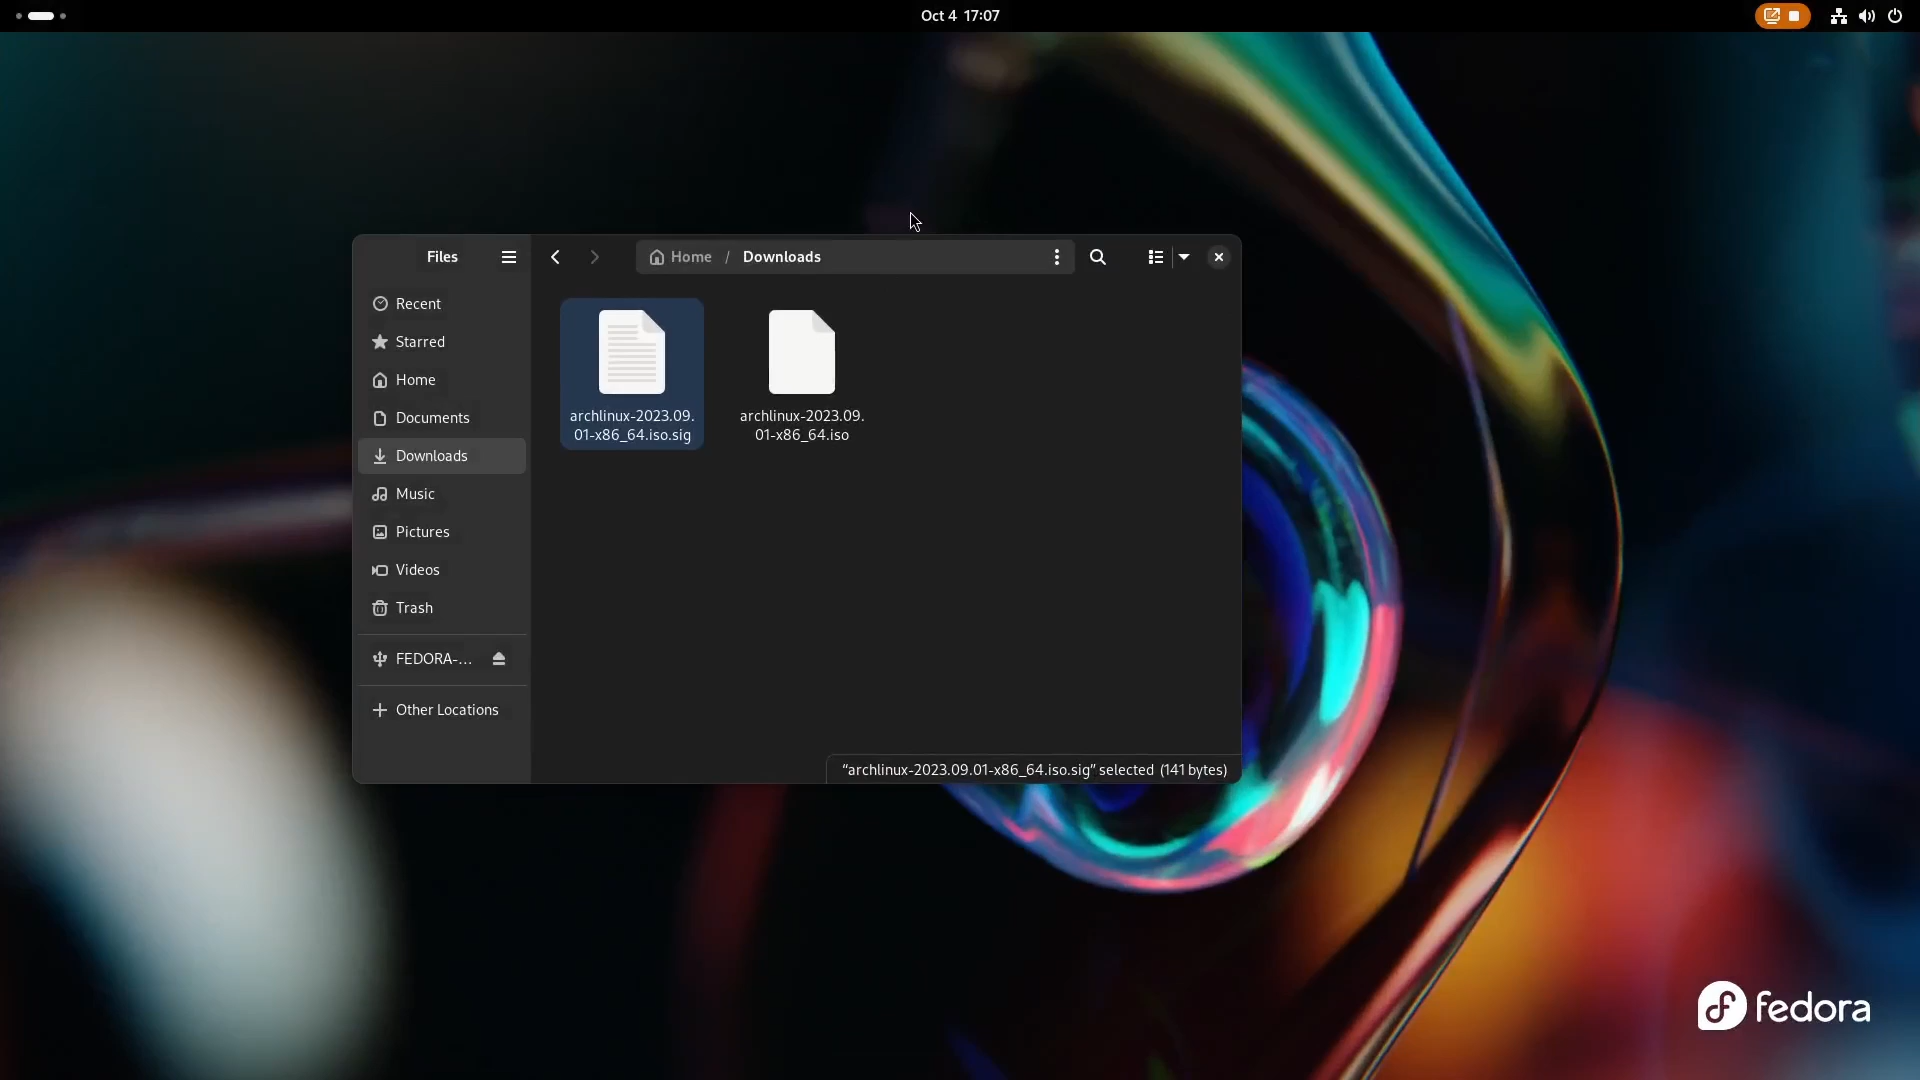 Oct 4 17:07
Files
Home / Downloads
Recent
Starred
Home
Documents
Downloads
Music
Pictures
Videos
Trash
FEDORA-...
Other Locations
archlinux-2023.09.
01-x86_64.iso.sig
archlinux-2023.09.
01-x86_64.iso
“archlinux-2023.09.01-x86_64.iso.sig” selected (141 bytes)
fedora